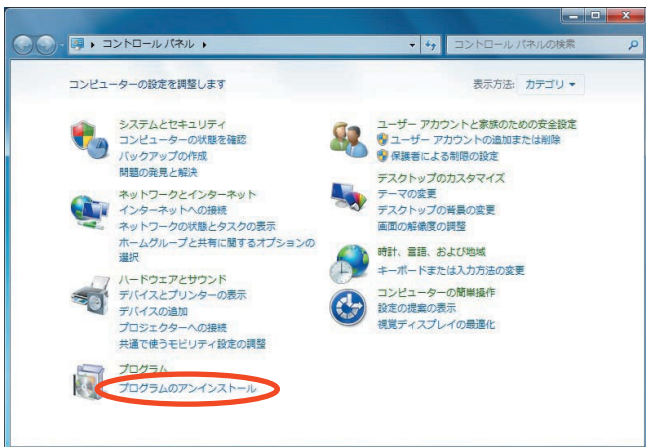 コントロール パネル
コントロール パネルの検索
コンピューターの設定を調整します
表示方法: カテゴリ
システムとセキュリティ
コンピューターの状態を確認
バックアップの作成
問題の発見と解決
ネットワークとインターネット
インターネットへの接続
ネットワークの状態とタスクの表示
ホームグループと共有に関するオプションの
選択
ハードウェアとサウンド
デバイスとプリンターの表示
デバイスの追加
プロジェクターへの接続
共通で使うモビリティ設定の調整
プログラム
プログラムのアンインストール
ユーザー アカウントと家族のための安全設定
ユーザー アカウントの追加または削除
保護者による制限の設定
デスクトップのカスタマイズ
テーマの変更
デスクトップの背景の変更
画面の解像度の調整
時計、言語、および地域
キーボードまたは入力方法の変更
コンピューターの簡単操作
設定の提案の表示
視覚ディスプレイの最適化